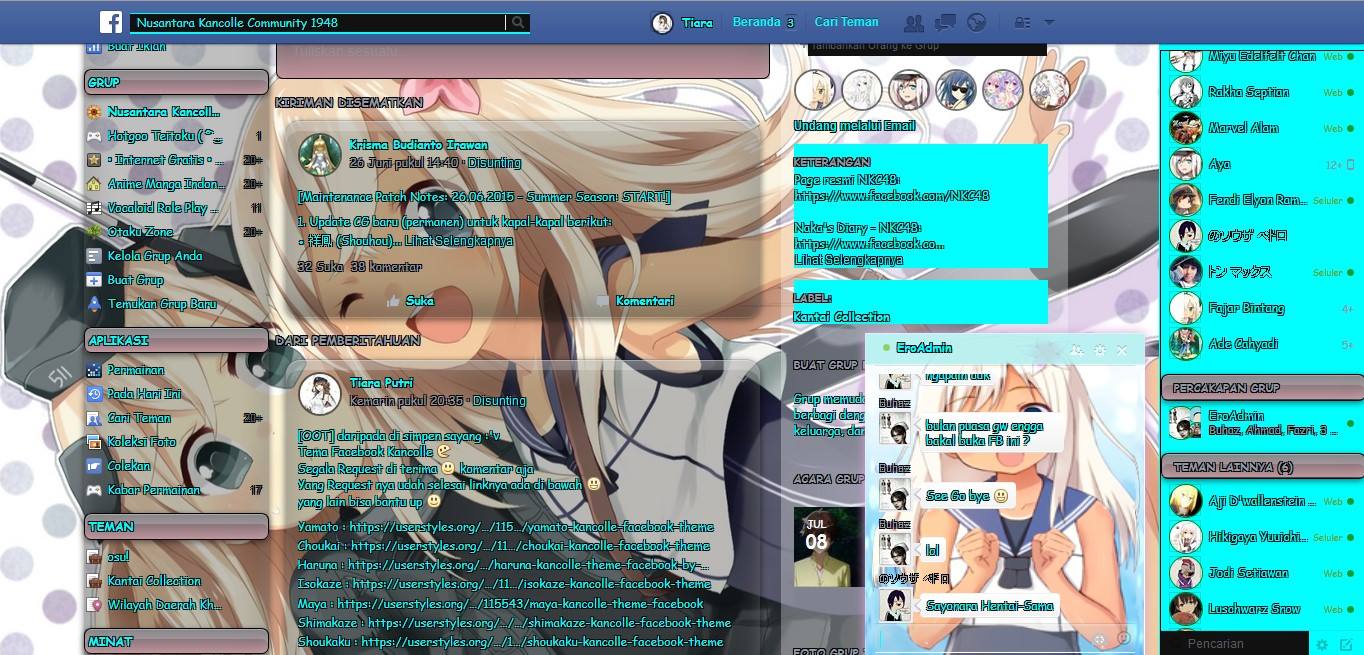 Nusantara Kancolle Community 1948
Tiara
Beranda 3
Cari Teman
Buat Iklan
GRUP
Nusantara Kancoll...
Hotgoo Teitoku ( ͡° ͜...
1
• Internet Gratis • ...
20+
Anime Manga Indon...
20+
Vocaloid Role Play ...
11
Otaku Zone
20+
Kelola Grup Anda
Buat Grup
Temukan Grup Baru
APLIKASI
Permainan
Pada Hari Ini
Cari Teman
20+
Koleksi Foto
Colekan
Kabar Permainan
17
TEMAN
osu!
Kantai Collection
Wilayah Daerah Kh...
MINAT
Tuliskan sesuatu...
KIRIMAN DISEMATKAN
Krisma Budianto Irawan
26 Juni pukul 14:40 · Disunting
[Maintenance Patch Notes: 26.06.2015 - Summer Season: START!]
1. Update CG baru (permanen) untuk kapal-kapal berikut:
- 祥鳳 (Shouhou)... Lihat Selengkapnya
32 Suka 38 komentar
Suka
Komentari
DARI PEMBERITAHUAN
Tiara Putri
Kemarin pukul 20:35 · Disunting
[OOT] daripada di simpen sayang :'v
Tema Facebook Kancolle
Segala Request di terima 😃 komentar aja
Yang Request nya udah selesai linknya ada di bawah 😃
yang lain bisa bantu up 😃
Yamato : https://userstyles.org/.../115.../yamato-kancolle-facebook-theme
Choukai : https://userstyles.org/.../11.../choukai-kancolle-facebook-theme
Haruna : https://userstyles.org/.../haruna-kancolle-theme-facebook-by-...
Isokaze : https://userstyles.org/.../11.../isokaze-kancolle-facebook-theme
Maya : https://userstyles.org/.../115543/maya-kancolle-theme-facebook
Shimakaze : https://userstyles.org/.../.../shimakaze-kancolle-facebook-theme
Shoukaku : https://userstyles.org/.../1.../shoukaku-kancolle-facebook-theme
511
Tambahkan Orang ke Grup
Undang melalui Email
KETERANGAN
Page resmi NKC48:
https://www.facebook.com/NKC48
Naka's Diary - NKC48:
https://www.facebook.co...
Lihat Selengkapnya
LABEL:
Kantai Collection
BUAT GRUP
Grup memuda
berbagi deng
keluarga, dan
ACARA GRUP
JUL
08
FOTO GRUP
EroAdmin
ngapain duk
Buhaz
bulan puasa gw engga
bakal buka FB ini ?
Buhaz
See Go bye 😃
Buhaz
lol
のソウザ ペドロ
Sayonara Hentai-Sama
Miyu Edelfelt Chan
Web
Rakha Septian
Web
Marvel Alam
Web
Aya
12+
Fendi Elyon Ram...
Seluler
のソウザ ペドロ
トン マックス
Seluler
Fajar Bintang
4+
Ade Cahyadi
5+
PERCAKAPAN GRUP
EroAdmin
Buhaz, Ahmad, Fazri, 3 ...
TEMAN LAINNYA (6)
Aji D'wallenstein ...
Web
Hikigaya Yuuichi...
Seluler
Jodi Setiawan
Web
Luschwarz Snow
Web
Pencarian